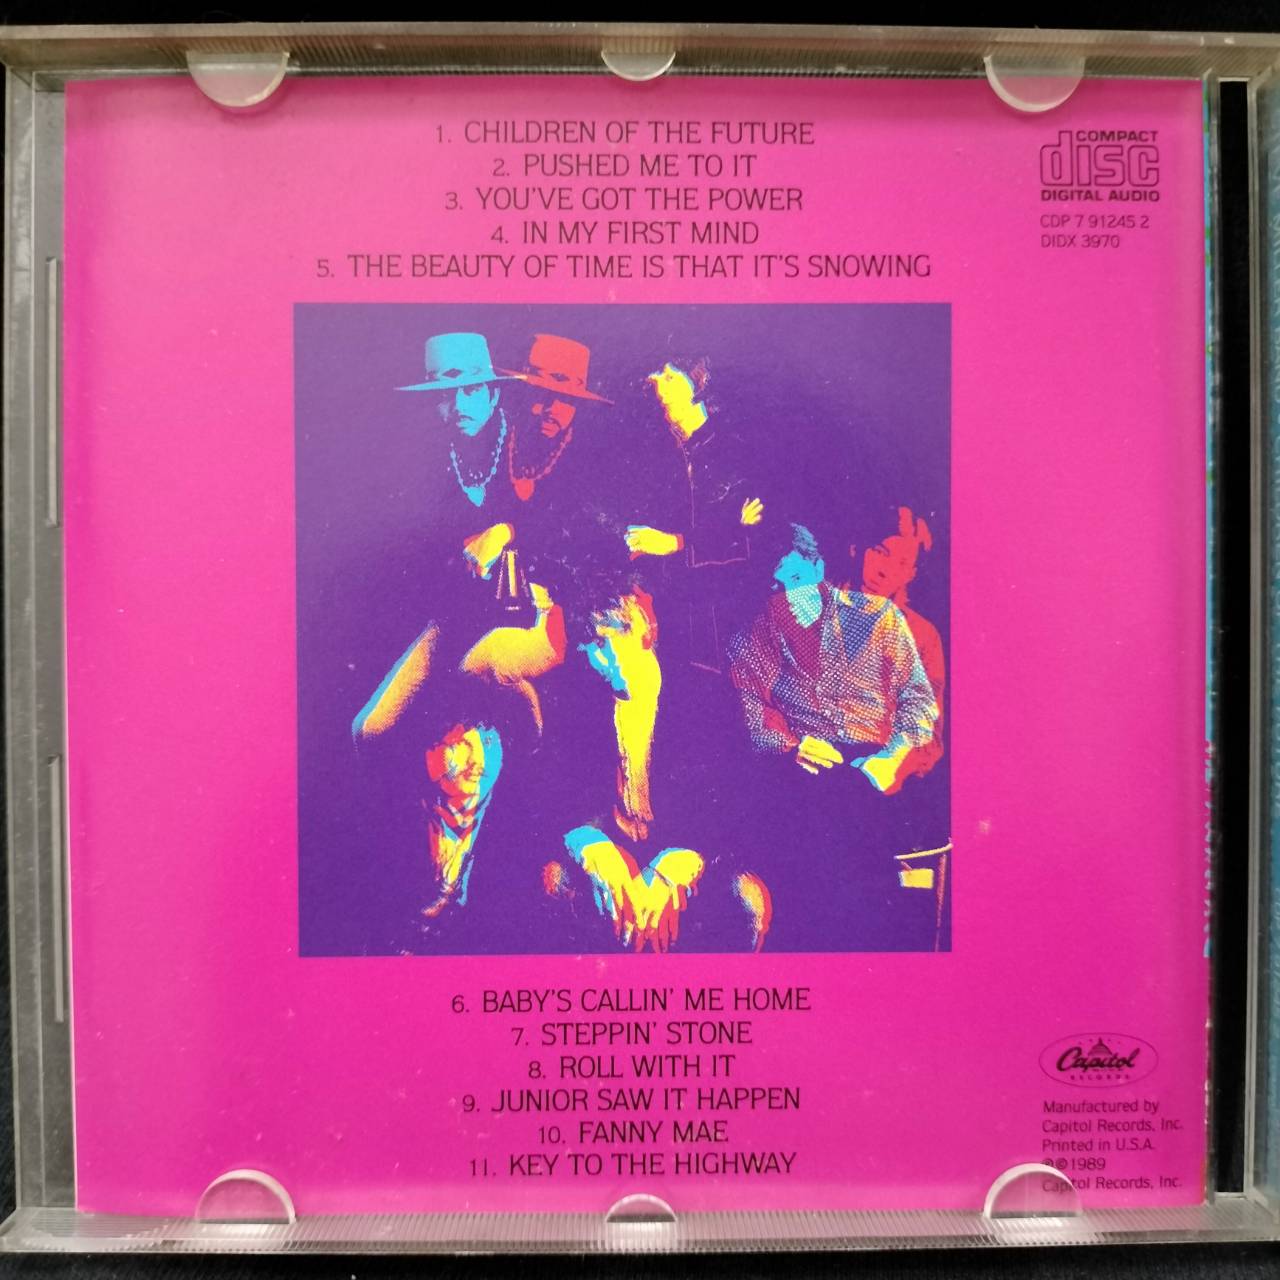 1. CHILDREN OF THE FUTURE
2. PUSHED ME TO IT
3. YOU'VE GOT THE POWER
4. IN MY FIRST MIND
5. THE BEAUTY OF TIME IS THAT IT'S SNOWING
COMPACT
disc
DIGITAL AUDIO
CDP 7 91245 2
DIDX 3970
6. BABY'S CALLIN' ME HOME
7. STEPPIN' STONE
8. ROLL WITH IT
9. JUNIOR SAW IT HAPPEN
10. FANNY MAE
11. KEY TO THE HIGHWAY
Capitol
RECORDS
Manufactured by
Capitol Records, Inc.
Printed in U.S.A.
℗©1989
Capitol Records, Inc.